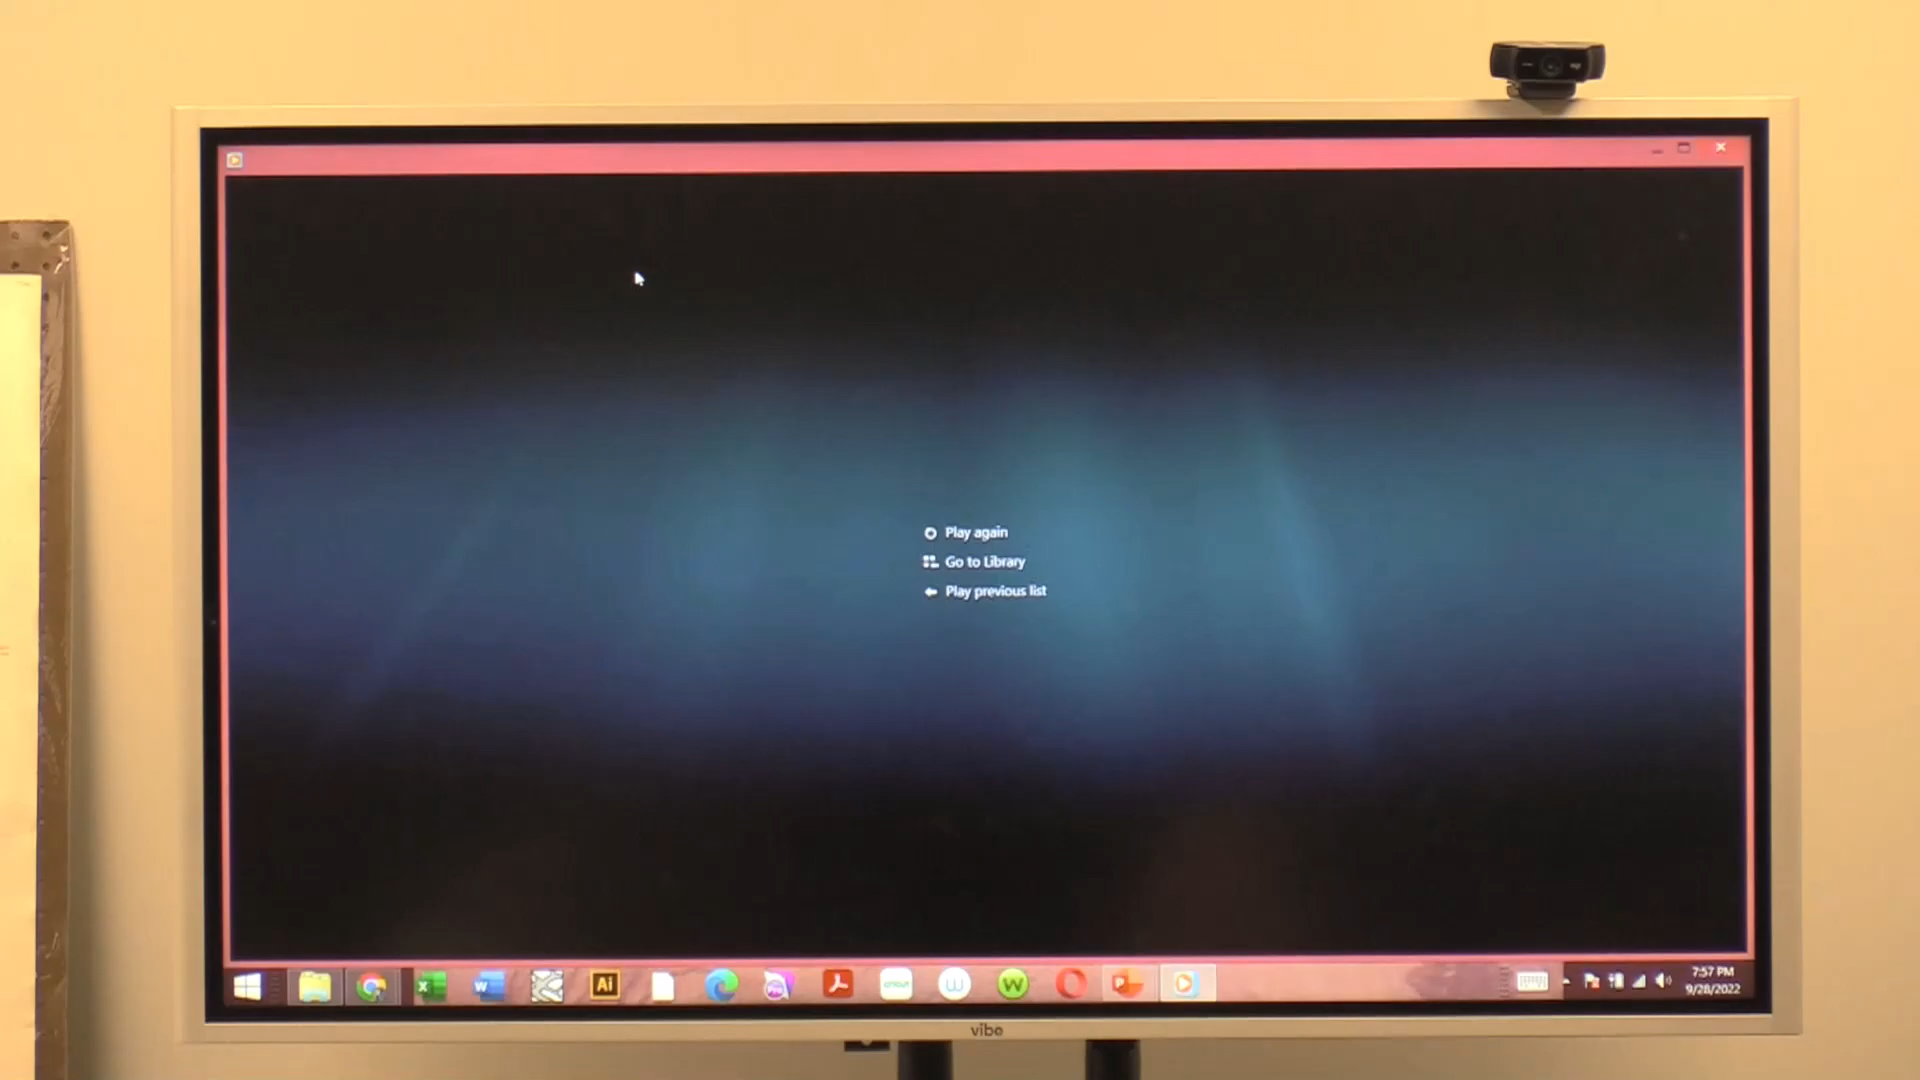 Play again
Go to Library
Play previous list
Ai
W
W
P
7:57 PM
9/28/2022
vibe